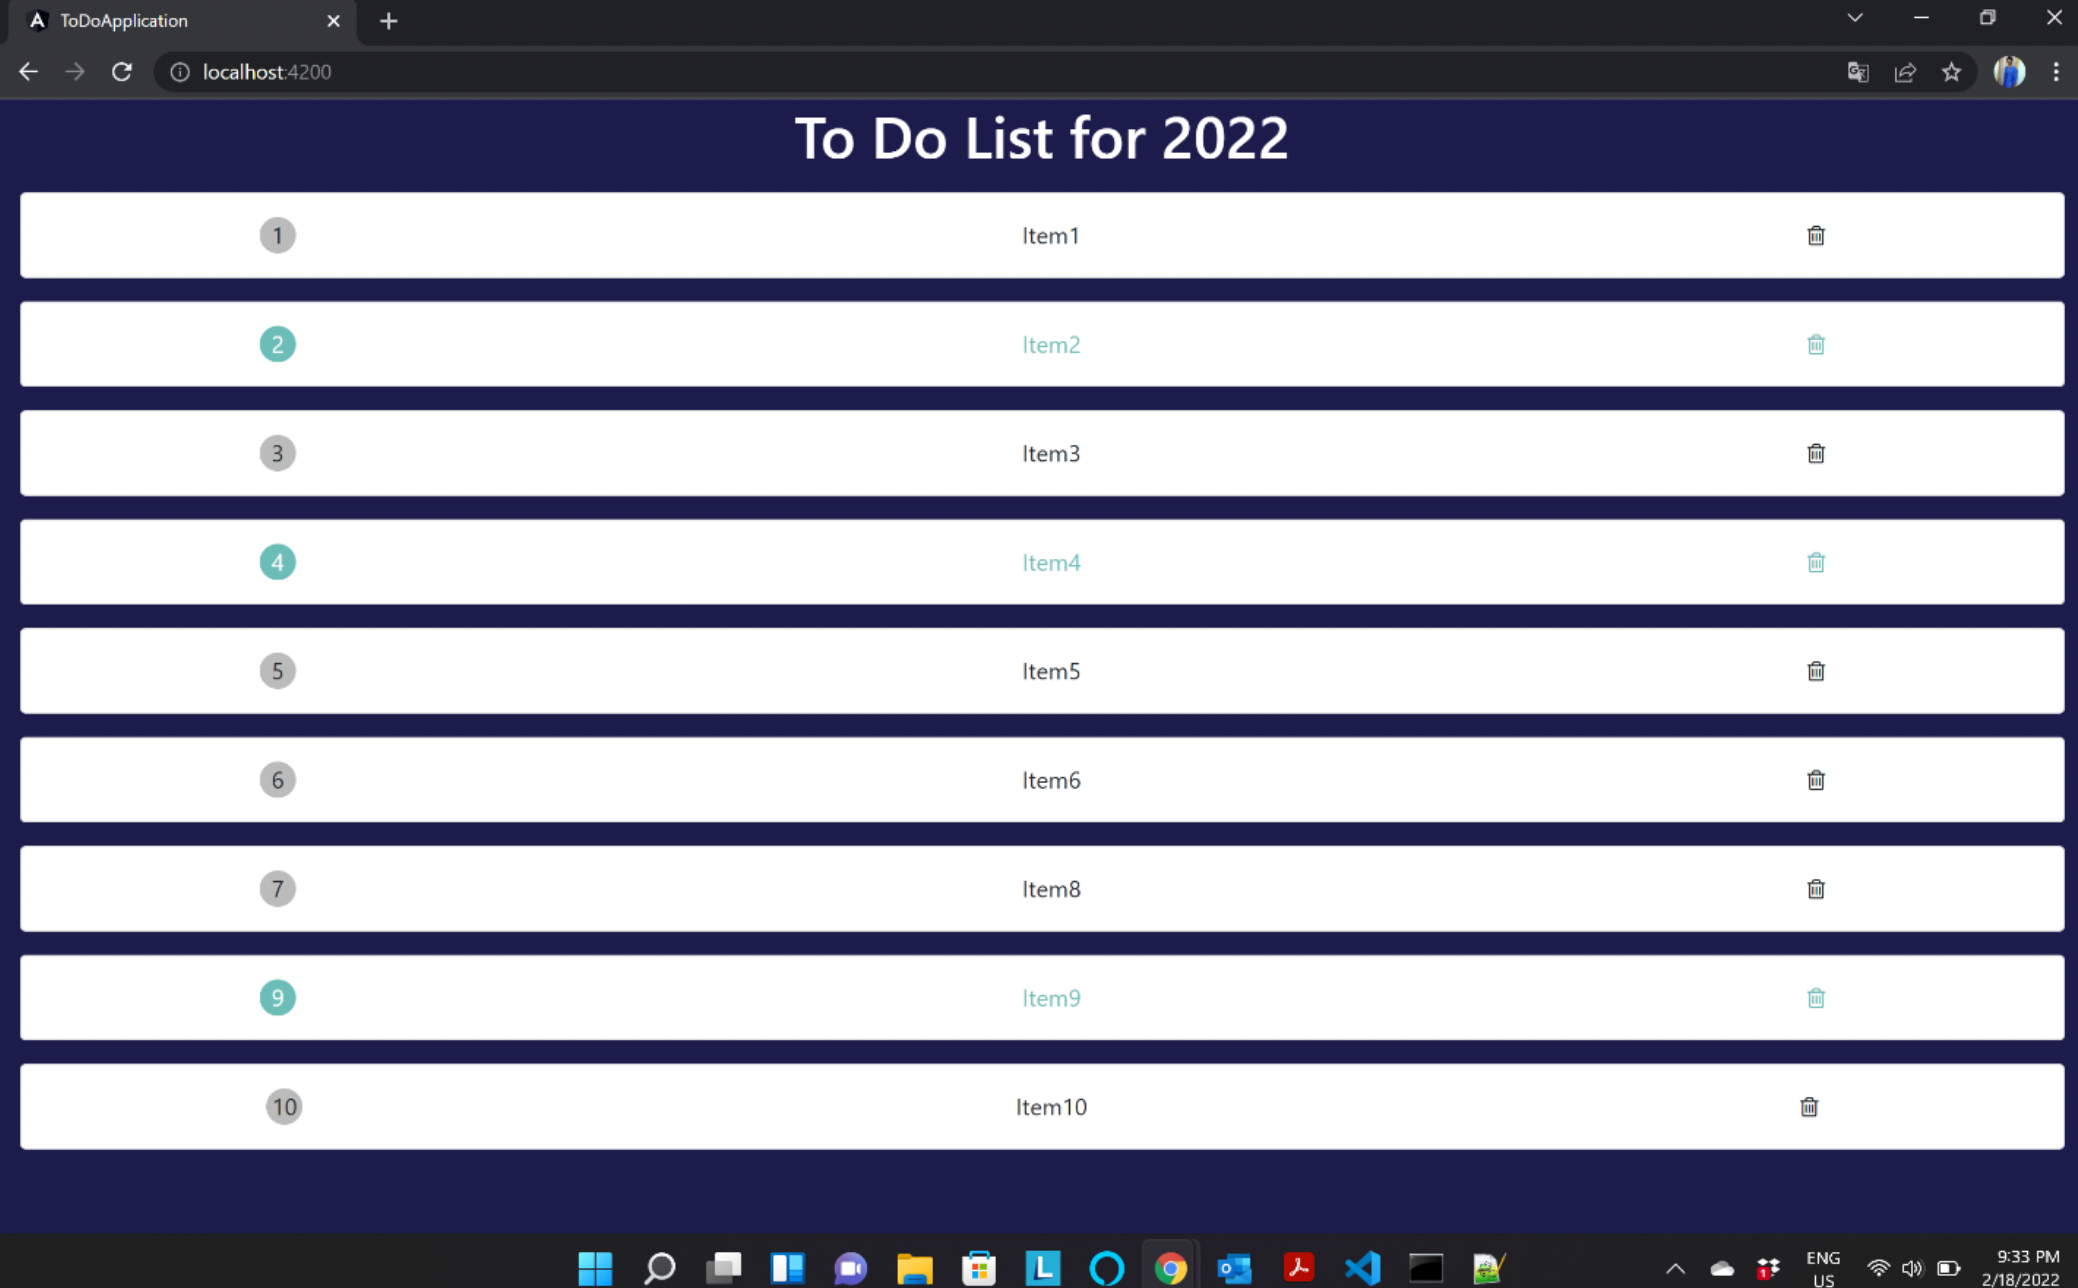 ToDoApplication
localhost:4200
To Do List for 2022
1 Item1
2 Item2
3 Item3
4 Item4
5 Item5
6 Item6
7 Item8
9 Item9
10 Item10
ENG
US
9:33 PM
2/18/2022